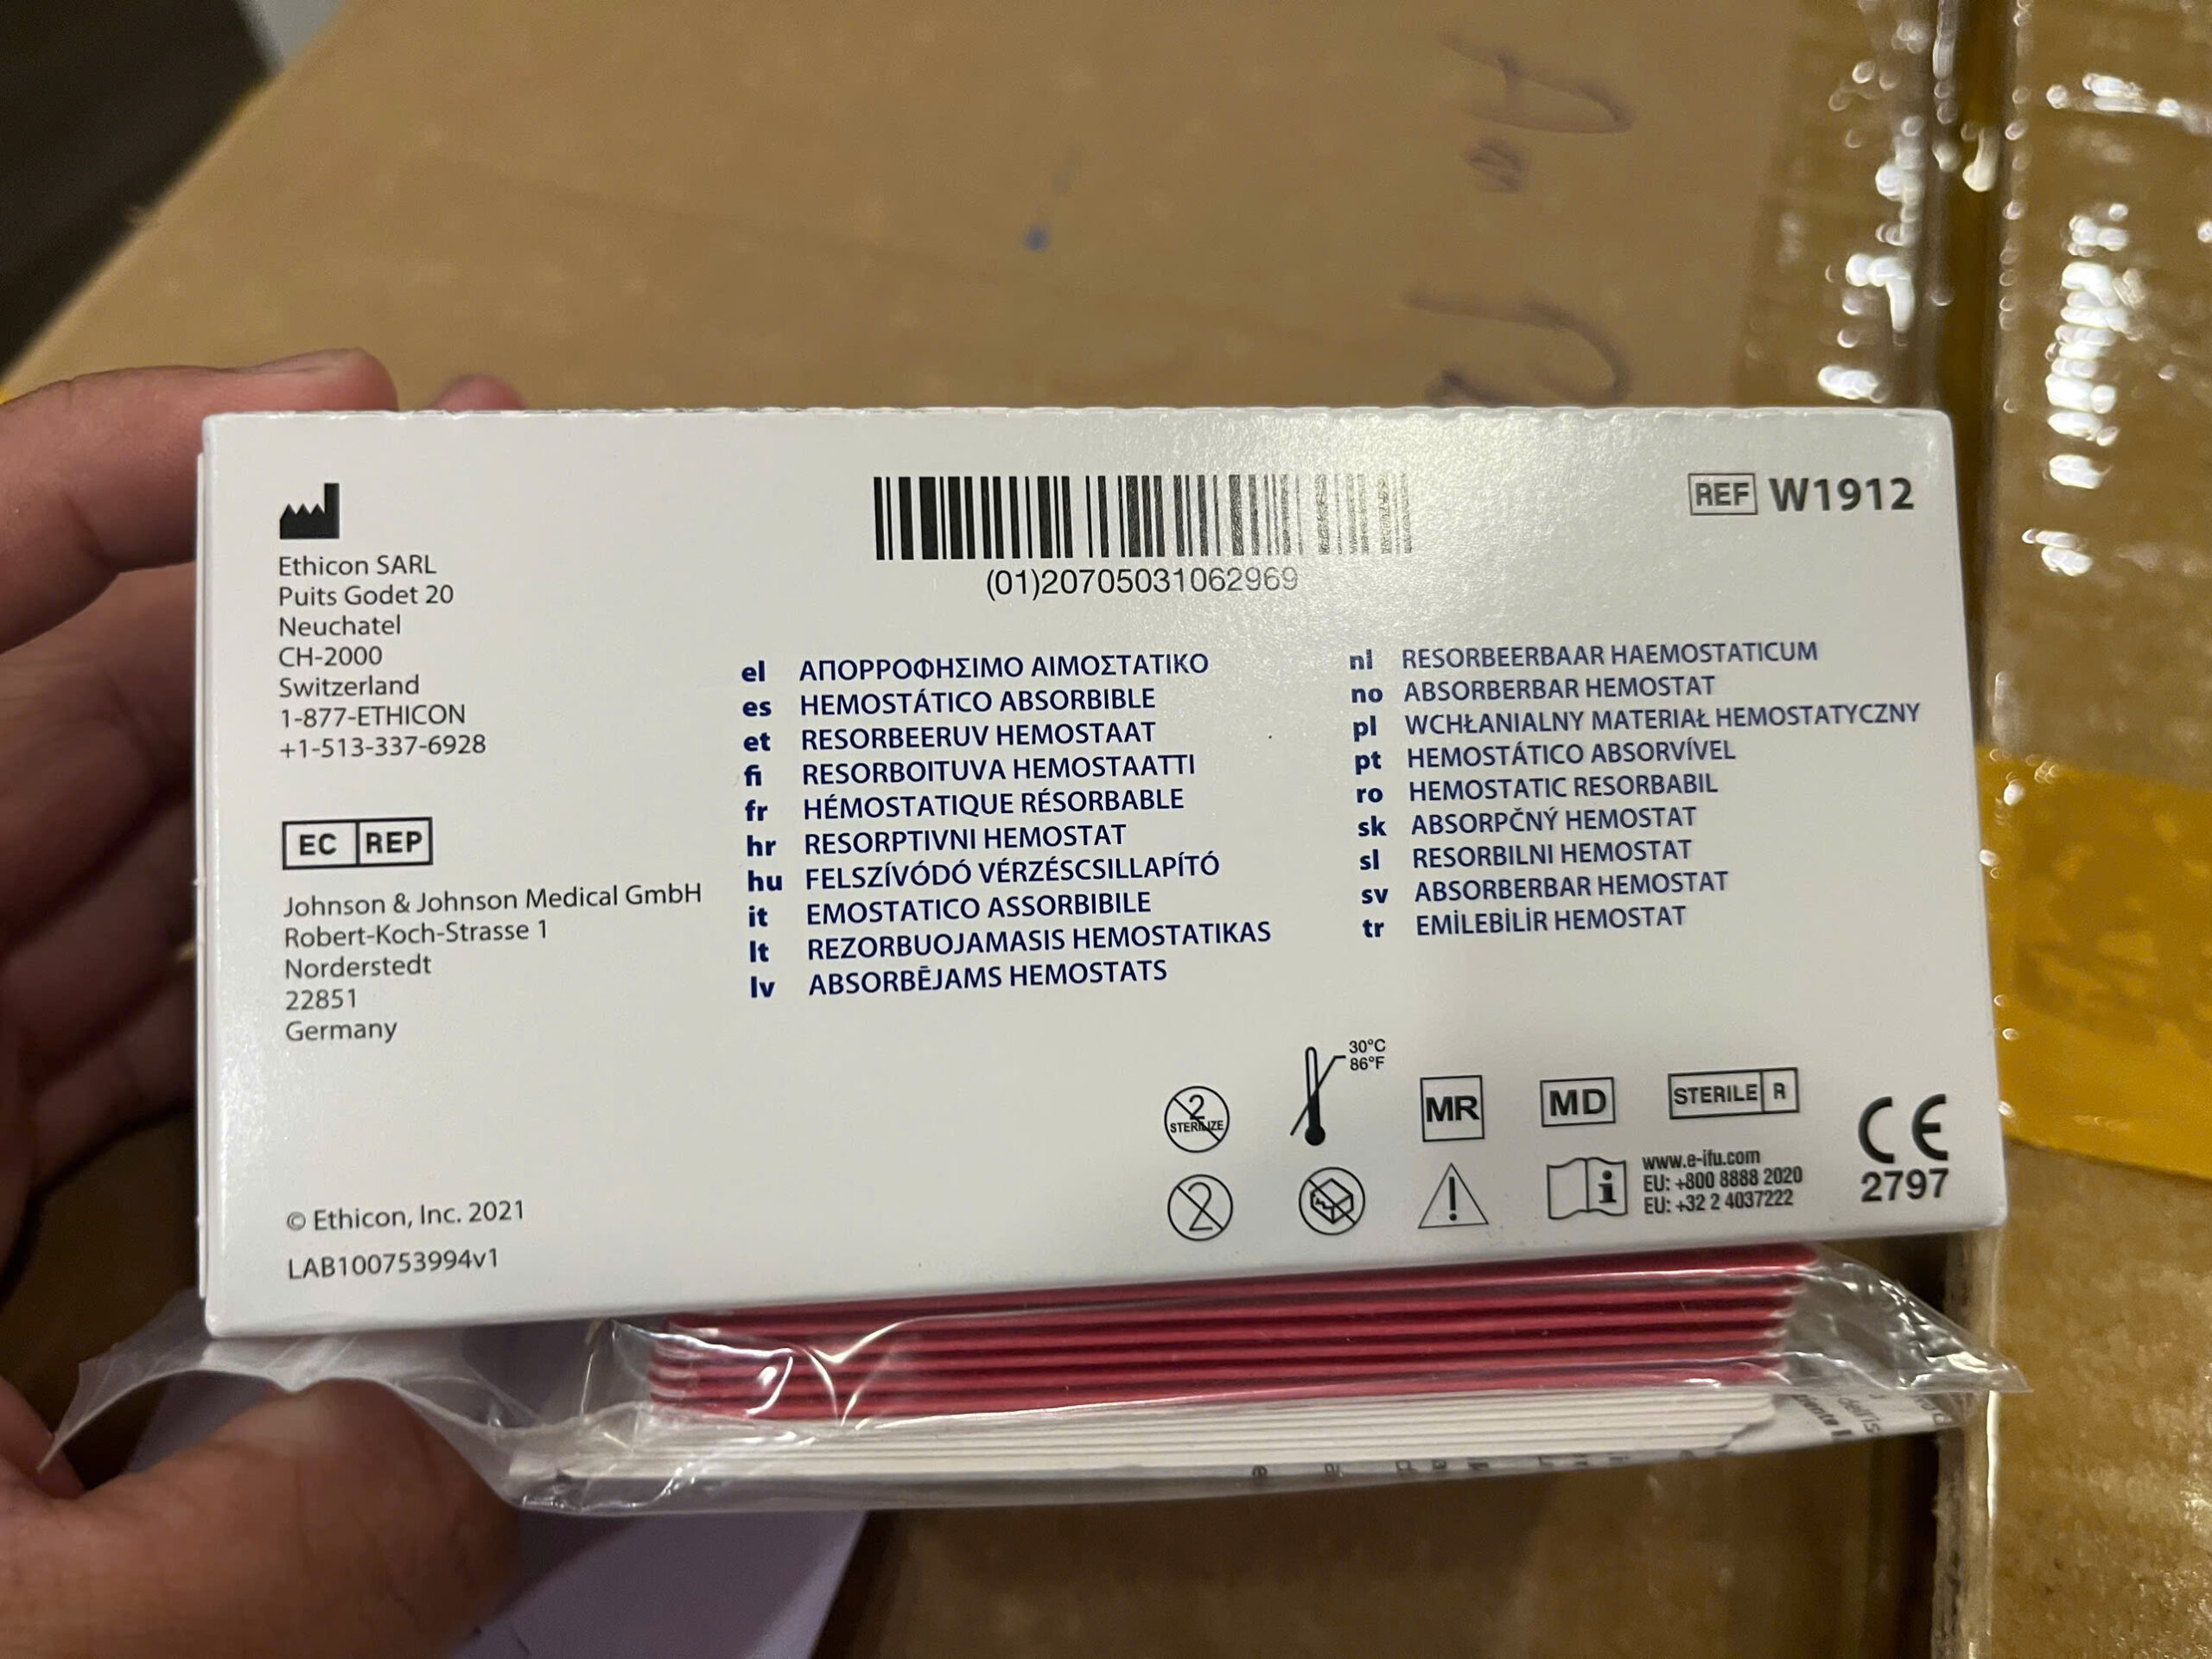 REF W1912
(01)20705031062969
Ethicon SARL
Puits Godet 20
Neuchatel
CH-2000
Switzerland
1-877-ETHICON
+1-513-337-6928
EC REP
Johnson & Johnson Medical GmbH
Robert-Koch-Strasse 1
Norderstedt
22851
Germany
© Ethicon, Inc. 2021
LAB100753994v1
el ΑΠΟΡΡΟΦΗΣΙΜΟ ΑΙΜΟΣΤΑΤΙΚΟ
es HEMOSTÁTICO ABSORBIBLE
et RESORBEERUV HEMOSTAAT
fi RESORBOITUVA HEMOSTAATTI
fr HÉMOSTATIQUE RÉSORBABLE
hr RESORPTIVNI HEMOSTAT
hu FELSZÍVÓDÓ VÉRZÉSCSILLAPÍTÓ
it EMOSTATICO ASSORBIBILE
lt REZORBUOJAMASIS HEMOSTATIKAS
lv ABSORBĒJAMS HEMOSTATS
nl RESORBEERBAAR HAEMOSTATICUM
no ABSORBERBAR HEMOSTAT
pl WCHŁANIALNY MATERIAŁ HEMOSTATYCZNY
pt HEMOSTÁTICO ABSORVÍVEL
ro HEMOSTATIC RESORBABIL
sk ABSORPČNÝ HEMOSTAT
sl RESORBILNI HEMOSTAT
sv ABSORBERBAR HEMOSTAT
tr EMİLEBİLİR HEMOSTAT
30°C
86°F
2
STERILIZE
MR
MD
STERILE R
2
i
www.e-ifu.com
EU: +800 8888 2020
EU: +32 2 4037222
CE
2797